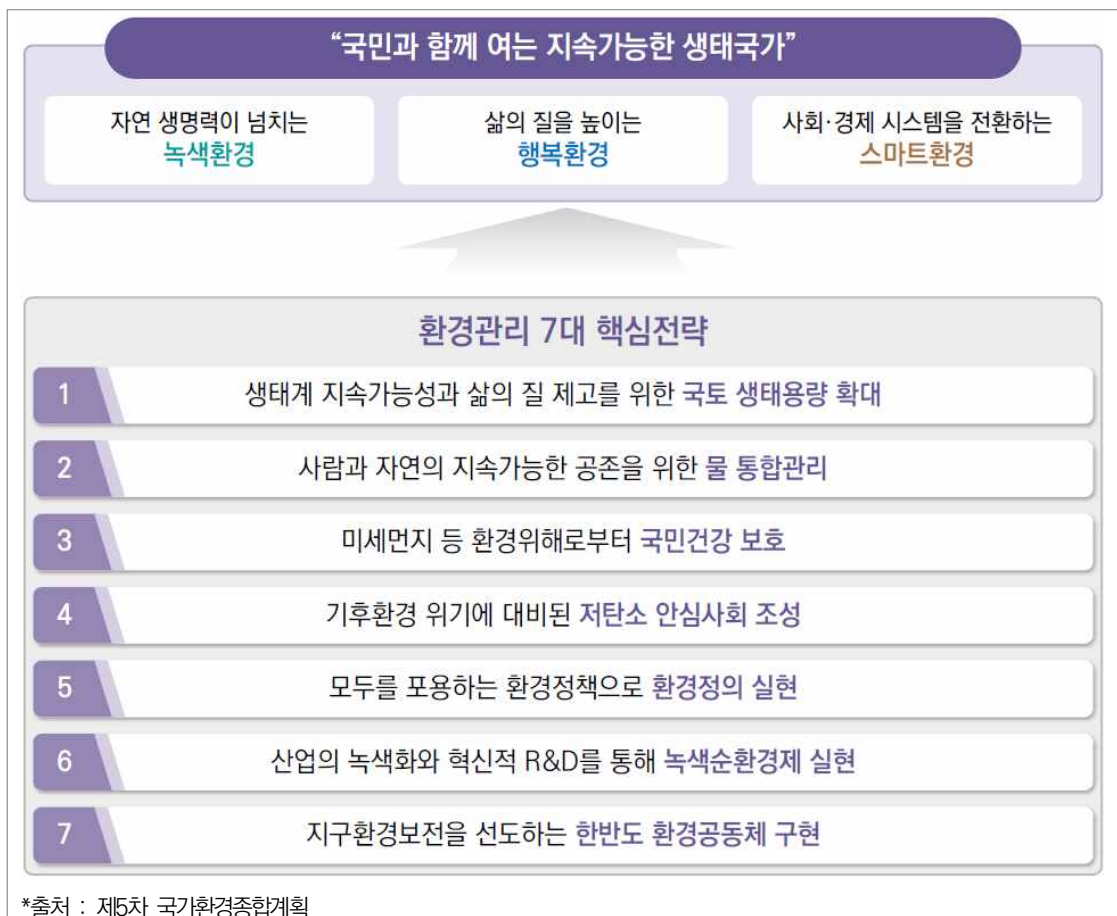 “국민과 함께 여는 지속가능한 생태국가”
자연 생명력이 넘치는
녹색환경
삶의 질을 높이는
행복환경
사회·경제 시스템을 전환하는
스마트환경
환경관리 7대 핵심전략
1 생태계 지속가능성과 삶의 질 제고를 위한 국토 생태용량 확대
2 사람과 자연의 지속가능한 공존을 위한 물 통합관리
3 미세먼지 등 환경위해로부터 국민건강 보호
4 기후환경 위기에 대비된 저탄소 안심사회 조성
5 모두를 포용하는 환경정책으로 환경정의 실현
6 산업의 녹색화와 혁신적 R&D를 통해 녹색순환경제 실현
7 지구환경보전을 선도하는 한반도 환경공동체 구현
*출처 : 제5차 국가환경종합계획